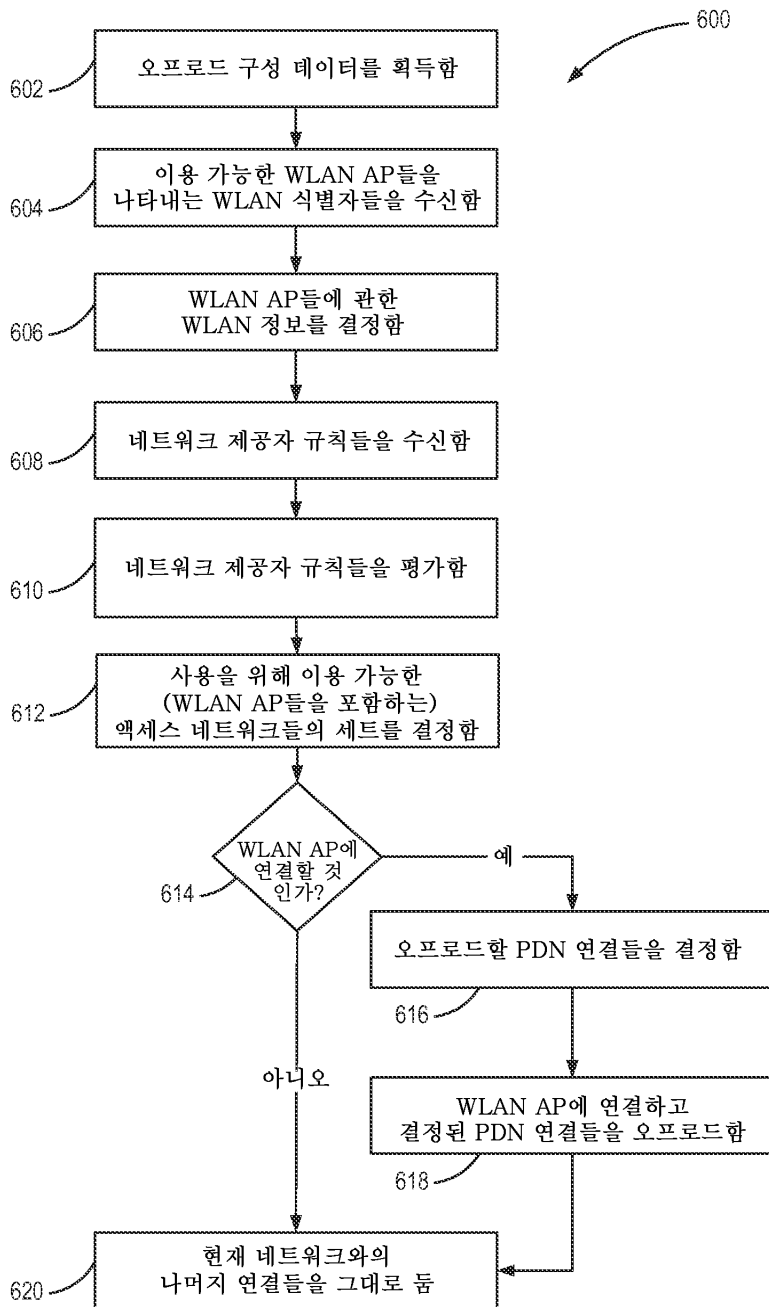 600
오프로드 구성 데이터를 획득함
602
이용 가능한 WLAN AP들을
나타내는 WLAN 식별자들을 수신함
604
WLAN AP들에 관한
WLAN 정보를 결정함
606
네트워크 제공자 규칙들을 수신함
608
네트워크 제공자 규칙들을 평가함
610
사용을 위해 이용 가능한
(WLAN AP들을 포함하는)
액세스 네트워크들의 세트를 결정함
612
WLAN AP에
연결할 것
인가?
614
예
오프로드할 PDN 연결들을 결정함
616
아니오
WLAN AP에 연결하고
결정된 PDN 연결들을 오프로드함
618
현재 네트워크와의
나머지 연결들을 그대로 둠
620